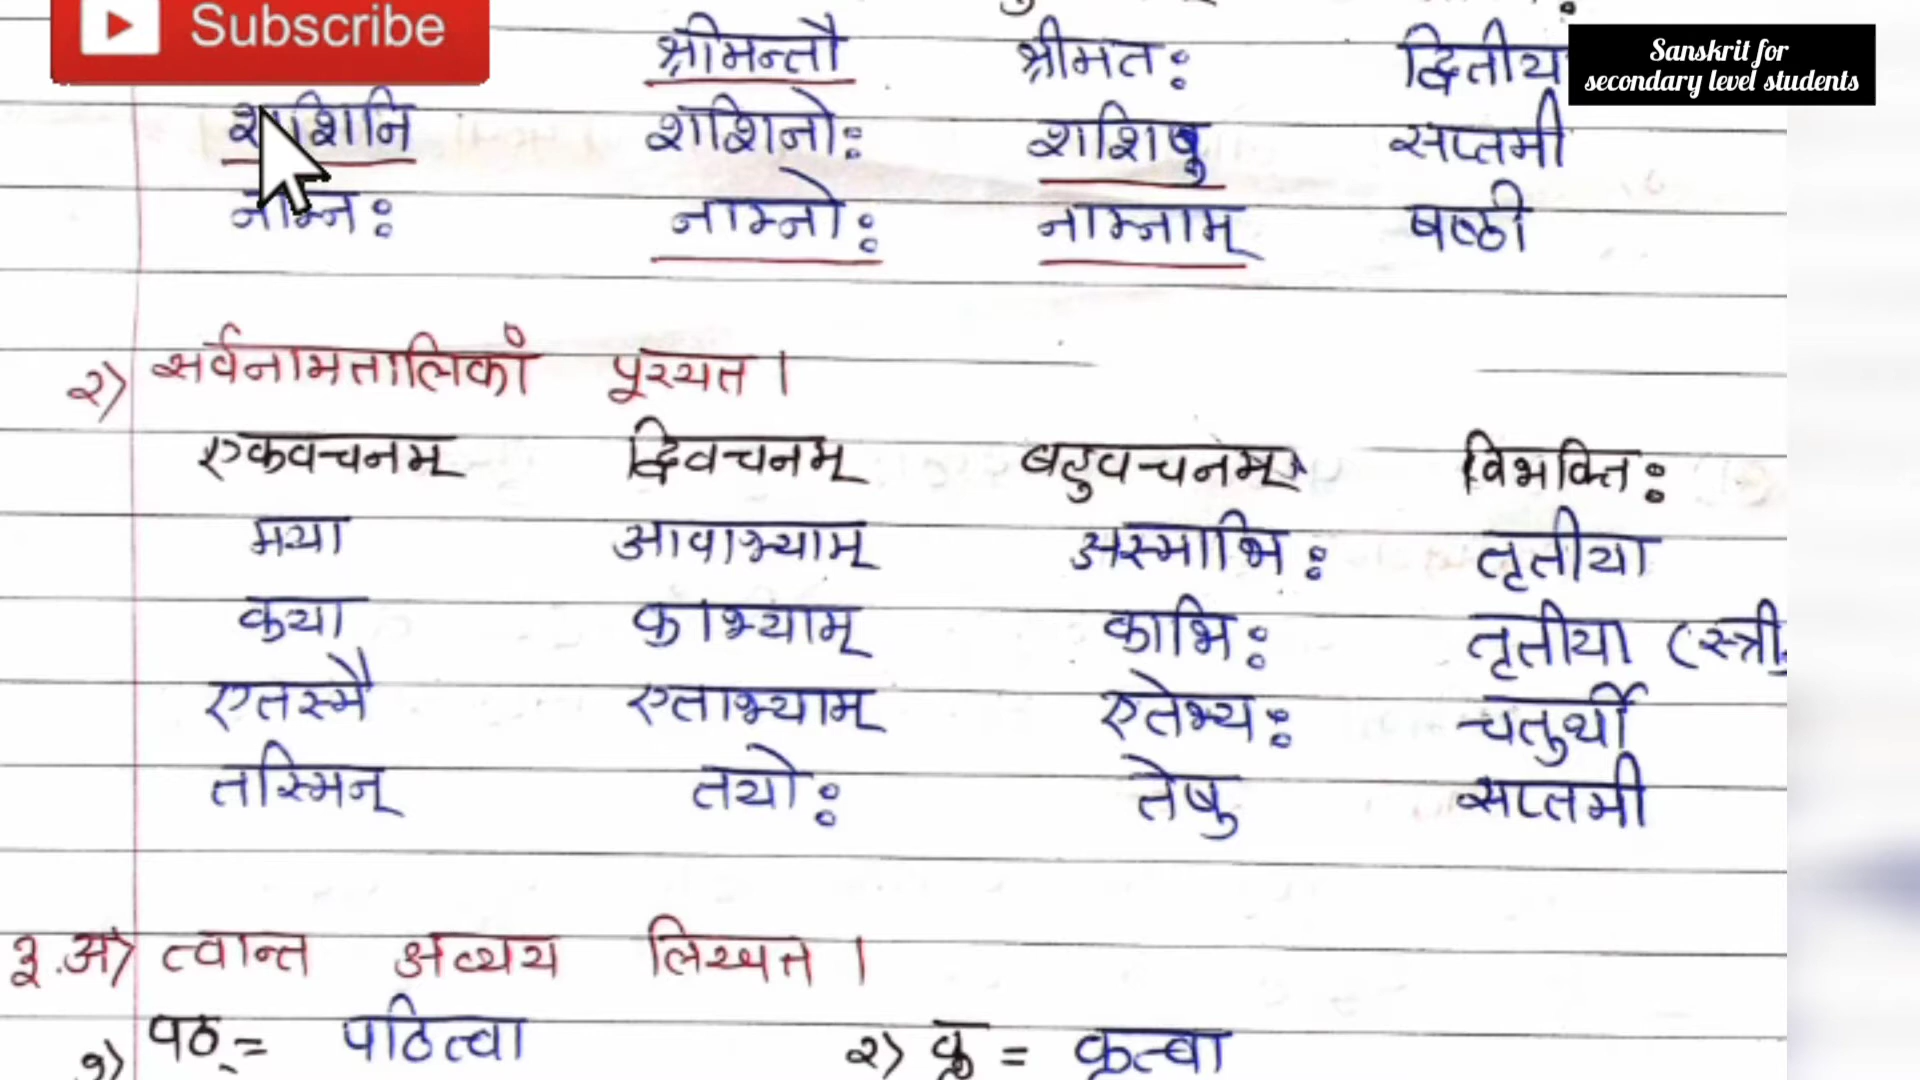 Subscribe
Sanskrit for
secondary level students
श्रीमन्तौ श्रीमतः द्वितीय
शशिनि शशिनोः शशिषु सप्तमी
नाम्नः नाम्नोः नाम्नाम् षष्ठी
२) सर्वनामतालिकां पूरयत।
एकवचनम् द्विवचनम् बहुवचनम् विभक्तिः
मया आवाभ्याम् अस्माभिः तृतीया
कया काभ्याम् काभिः तृतीया (स्त्री
एतस्मै एताभ्याम् एतेभ्यः चतुर्थी
तस्मिन् तयोः तेषु सप्तमी
३.अ) त्वान्त अव्यय लिखत।
१) पठ् = पठित्वा २) कृ = कृत्वा